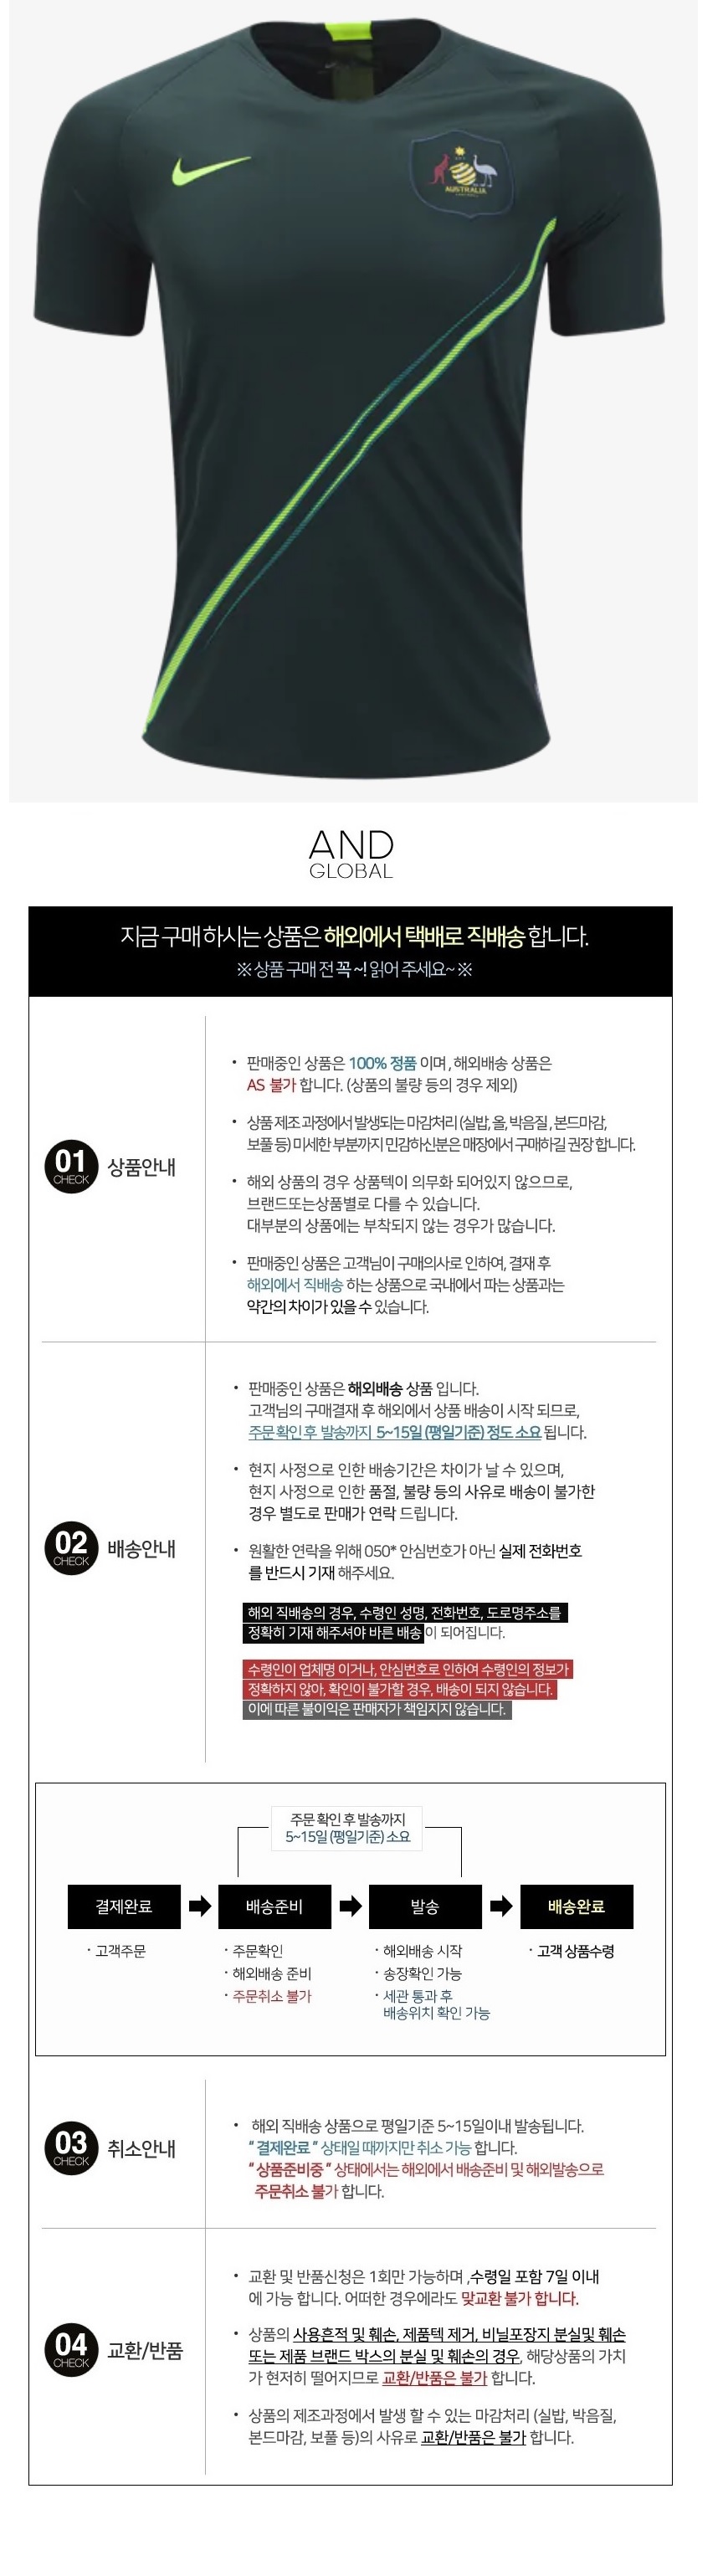 AUSTRALIA
AND
GLOBAL
지금 구매하시는 상품은 해외에서 택배로 직배송 합니다.
※ 상품 구매 전 꼭 ~! 읽어 주세요~ ※
01
CHECK
상품안내
• 판매중인 상품은 100% 정품 이며, 해외배송 상품은
AS 불가 합니다. (상품의 불량 등의 경우 제외)
• 상품 제조 과정에서 발생되는 마감처리 (실밥, 올, 박음질 , 본드마감,
보풀 등) 미세한 부분까지 민감하신분은 매장에서 구매하길 권장 합니다.
• 해외 상품의 경우 상품텍이 의무화 되어있지 않으므로,
브랜드또는상품별로 다를 수 있습니다.
대부분의 상품에는 부착되지 않는 경우가 많습니다.
• 판매중인 상품은 고객님이 구매의사로 인하여, 결재 후
해외에서 직배송 하는 상품으로 국내에서 파는 상품과는
약간의 차이가 있을 수 있습니다.
02
CHECK
배송안내
• 판매중인 상품은 해외배송 상품 입니다.
고객님의 구매결재 후 해외에서 상품 배송이 시작 되므로,
주문 확인 후 발송까지 5~15일 (평일기준) 정도 소요 됩니다.
• 현지 사정으로 인한 배송기간은 차이가 날 수 있으며,
현지 사정으로 인한 품절, 불량 등의 사유로 배송이 불가한
경우 별도로 판매가 연락 드립니다.
• 원활한 연락을 위해 050* 안심번호가 아닌 실제 전화번호
를 반드시 기재 해주세요.
해외 직배송의 경우, 수령인 성명, 전화번호, 도로명주소를
정확히 기재 해주셔야 바른 배송이 되어집니다.
수령인이 업체명 이거나, 안심번호로 인하여 수령인의 정보가
정확하지 않아, 확인이 불가할 경우, 배송이 되지 않습니다.
이에 따른 불이익은 판매자가 책임지지 않습니다.
주문 확인 후 발송까지
5~15일 (평일기준) 소요
결제완료 배송준비 발송 배송완료
· 고객주문 · 주문확인 · 해외배송 시작 · 고객 상품수령
· 해외배송 준비 · 송장확인 가능
· 주문취소 불가 · 세관 통과 후
배송위치 확인 가능
03
CHECK
취소안내
• 해외 직배송 상품으로 평일기준 5~15일이내 발송됩니다.
" 결제완료 " 상태일 때까지만 취소 가능 합니다.
" 상품준비중 " 상태에서는 해외에서 배송준비 및 해외발송으로
주문취소 불가 합니다.
04
CHECK
교환/반품
• 교환 및 반품신청은 1회만 가능하며 ,수령일 포함 7일 이내
에 가능 합니다. 어떠한 경우에라도 맞교환 불가 합니다.
• 상품의 사용흔적 및 훼손, 제품텍 제거, 비닐포장지 분실및 훼손
또는 제품 브랜드 박스의 분실 및 훼손의 경우, 해당상품의 가치
가 현저히 떨어지므로 교환/반품은 불가 합니다.
• 상품의 제조과정에서 발생 할 수 있는 마감처리 (실밥, 박음질,
본드마감, 보풀 등)의 사유로 교환/반품은 불가 합니다.